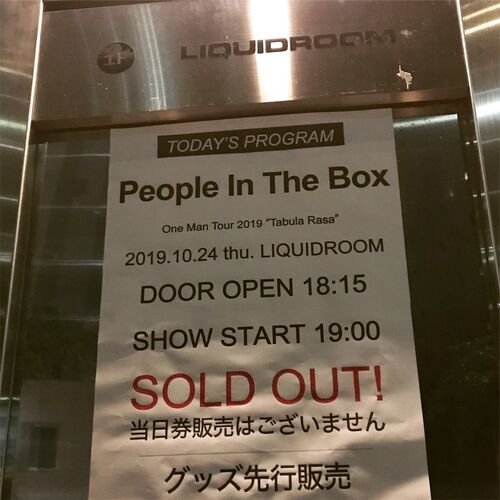 1F
LIQUIDROOM
TODAY'S PROGRAM
People In The Box
One Man Tour 2019 "Tabula Rasa"
2019.10.24 thu. LIQUIDROOM
DOOR OPEN 18:15
SHOW START 19:00
SOLD OUT!
当日券販売はございません
グッズ先行販売